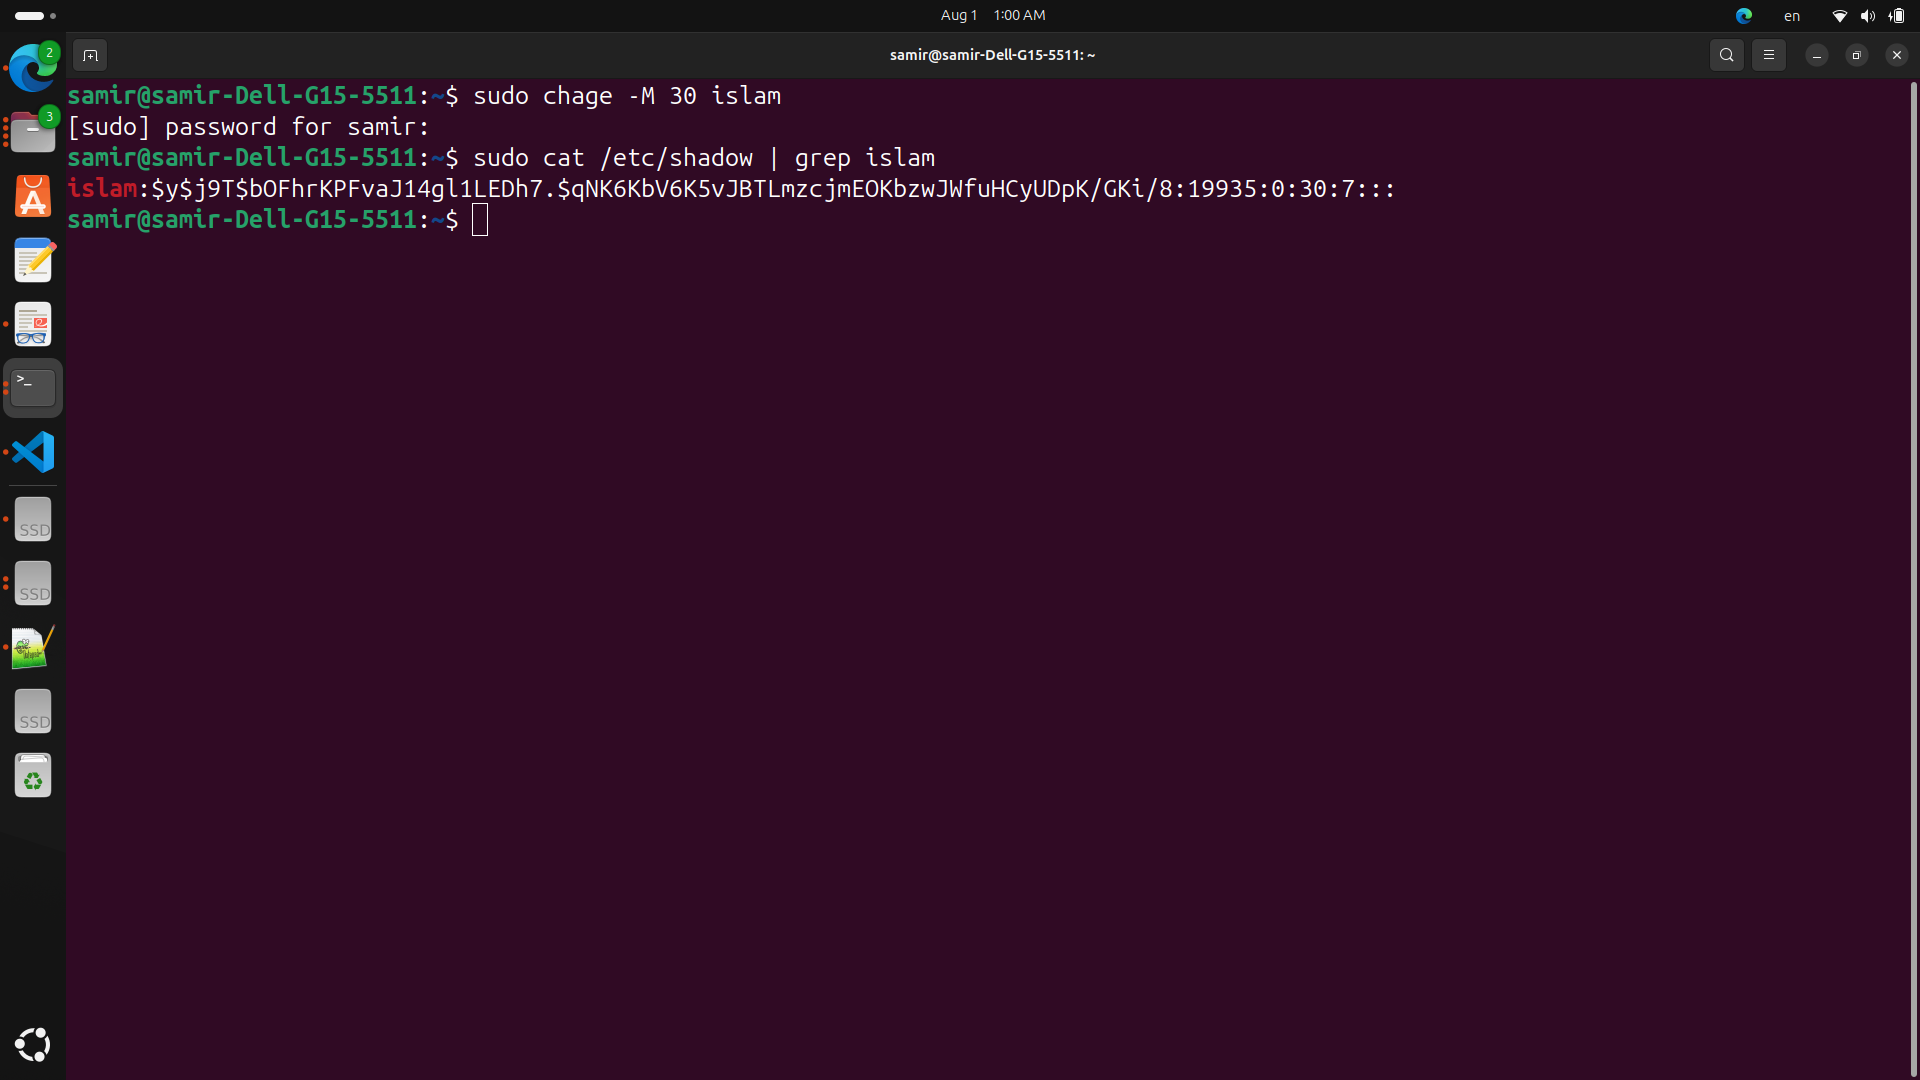 Aug 1 1:00 AM
en
samir@samir-Dell-G15-5511: ~
2
3
samir@samir-Dell-G15-5511:~$ sudo chage -M 30 islam
[sudo] password for samir:
samir@samir-Dell-G15-5511:~$ sudo cat /etc/shadow | grep islam
islam:$y$j9T$bOFhrKPFvaJ14gl1LEDh7.$qNK6KbV6K5vJBTLmzcjmEOKbzwJWfuHCyUDpK/GKi/8:19935:0:30:7:::
samir@samir-Dell-G15-5511:~$
>_
SSD
SSD
SSD